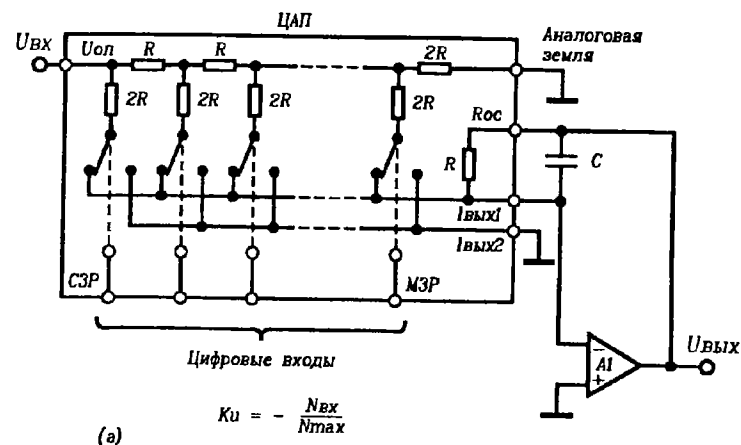 ЦАП
Uвх
Uоп
R
R
2R
Аналоговая
земля
2R
2R
2R
2R
Rос
R
C
Iвых1
Iвых2
СЗР
МЗР
Цифровые входы
− A1 +
Uвых
Ku = − Nвх / Nmax
(а)